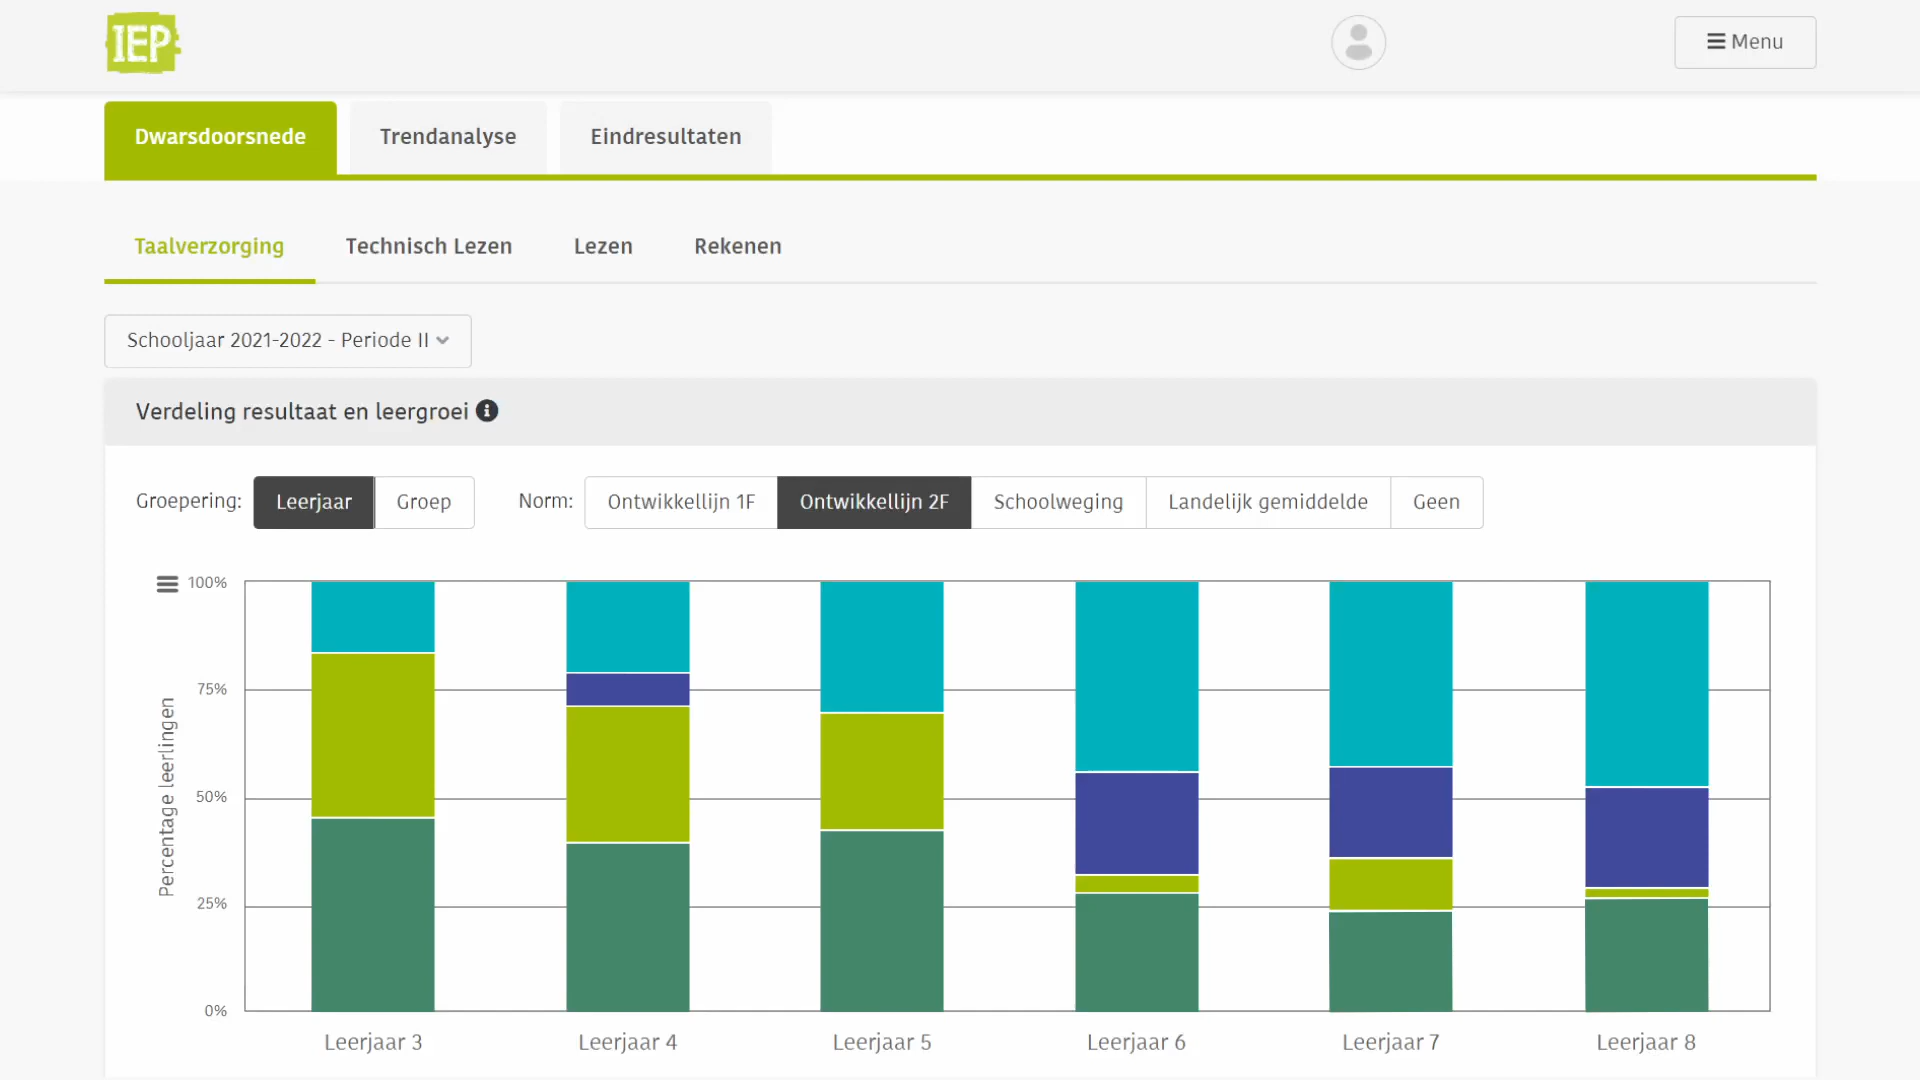 IEP
Menu
Dwarsdoorsnede
Trendanalyse
Eindresultaten
Taalverzorging
Technisch Lezen
Lezen
Rekenen
Schooljaar 2021-2022 - Periode II
Verdeling resultaat en leergroei
Groepering:
Leerjaar
Groep
Norm:
Ontwikkellijn 1F
Ontwikkellijn 2F
Schoolweging
Landelijk gemiddelde
Geen
Percentage leerlingen
100%
75%
50%
25%
0%
Leerjaar 3
Leerjaar 4
Leerjaar 5
Leerjaar 6
Leerjaar 7
Leerjaar 8